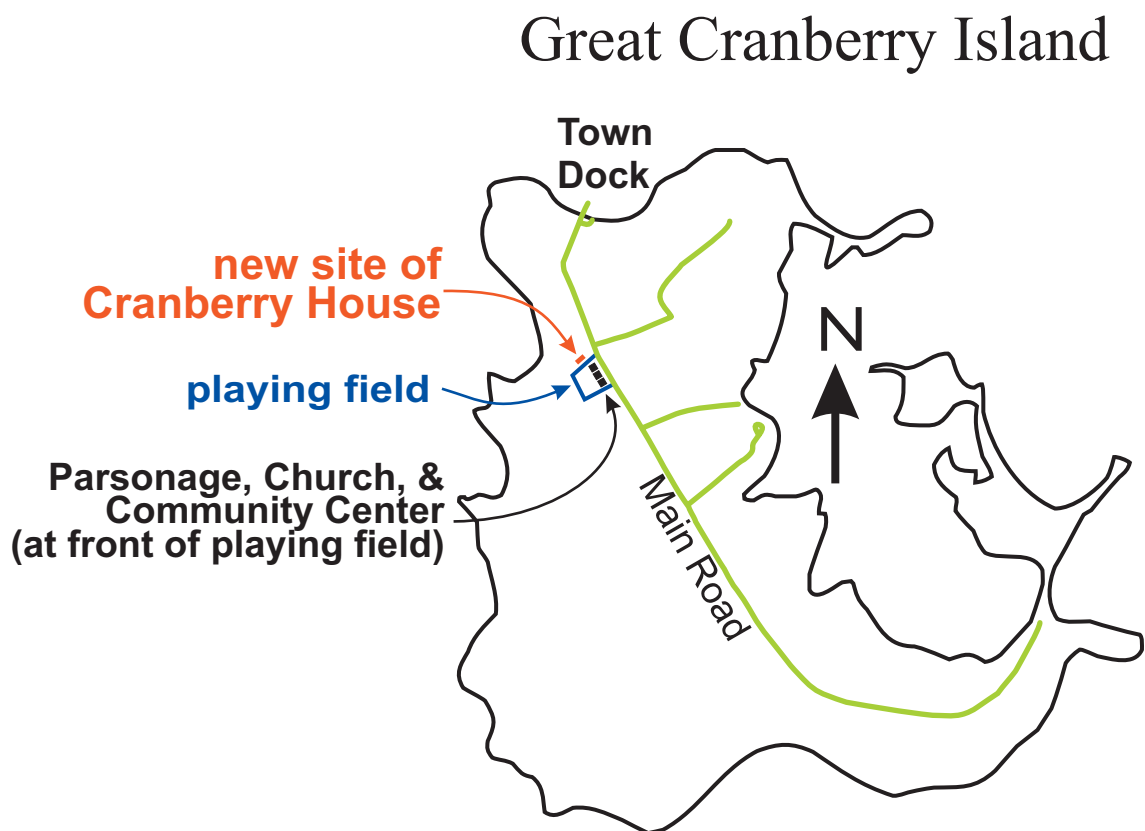 Great Cranberry Island
Town
Dock
new site of
Cranberry House
N
playing field
Parsonage, Church, &
Community Center
(at front of playing field)
Main Road